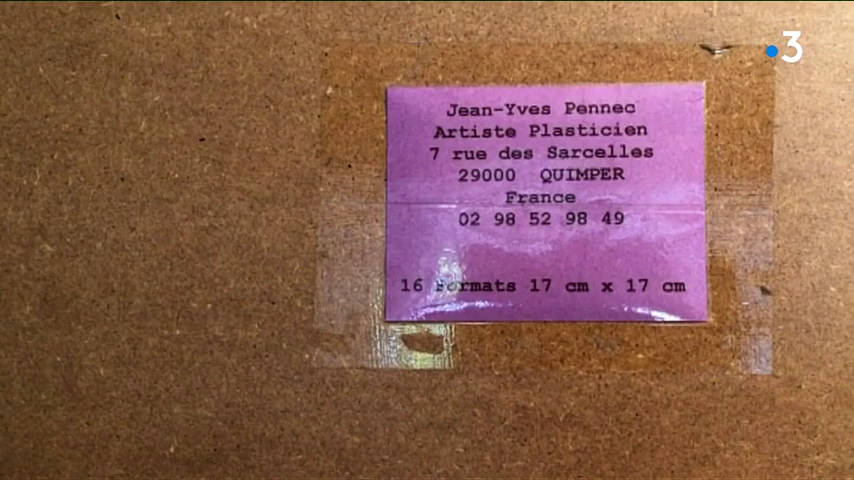 3
Jean-Yves Pennec
Artiste Plasticien
7 rue des Sarcelles
29000 QUIMPER
France
02 98 52 98 49
16 Formats 17 cm x 17 cm